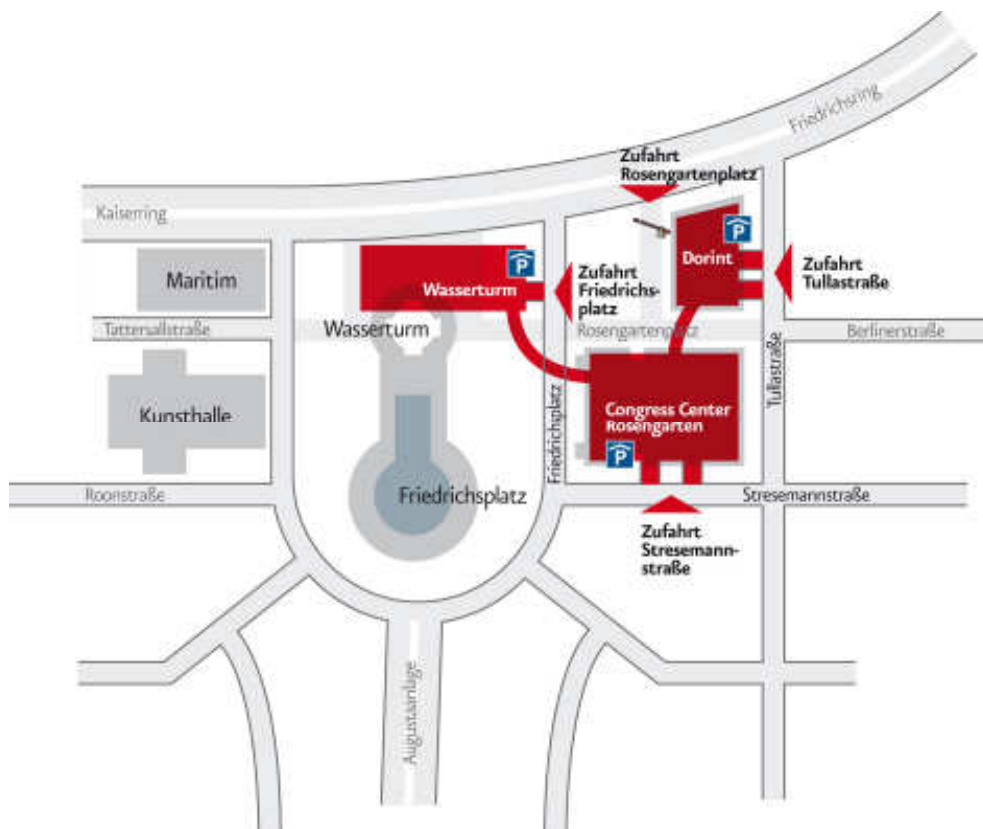 Friedrichsring
Zufahrt
Rosengartenplatz
Kaiserring
P
Dorint
Maritim
P
Wasserturm
Zufahrt
Friedrichs-
platz
Zufahrt
Tullastraße
Tattersallstraße
Wasserturm
Rosengartenplatz
Berlinerstraße
Tullastraße
Kunsthalle
Friedrichsplatz
Congress Center
Rosengarten
P
Roonstraße
Friedrichsplatz
Stresemannstraße
Zufahrt
Stresemann-
straße
Augustaanlage